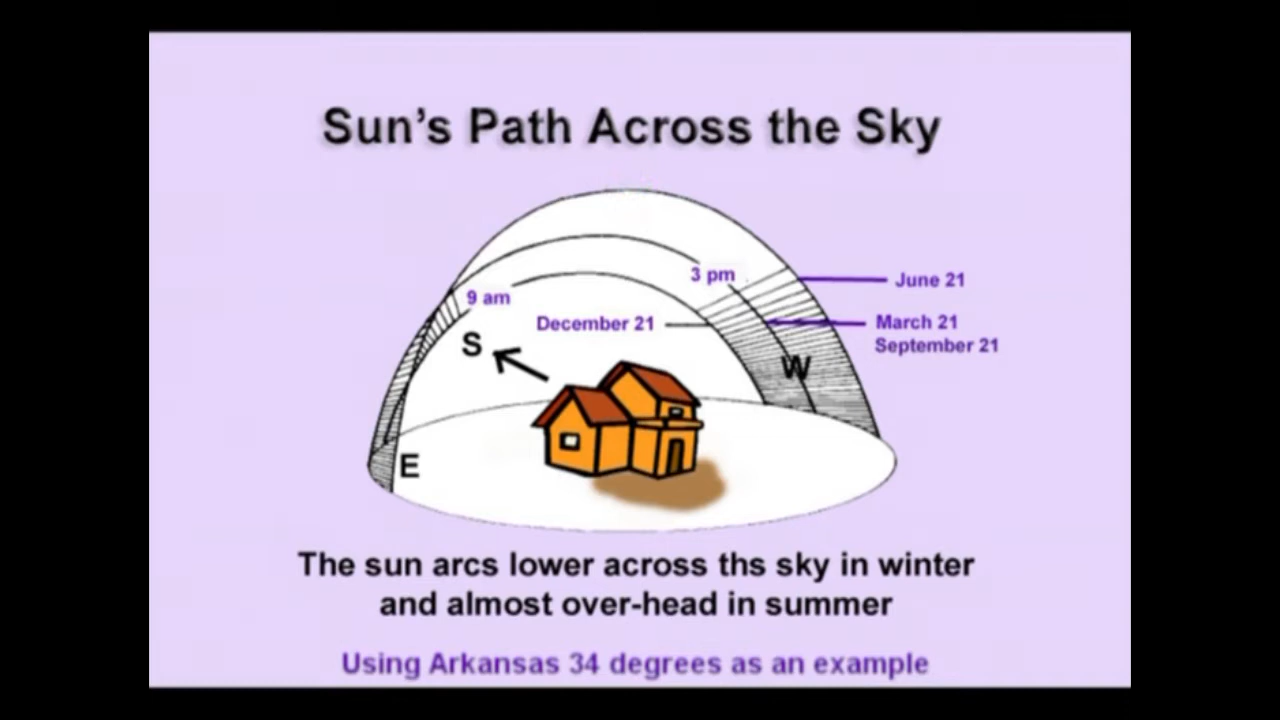 Sun's Path Across the Sky
3 pm
June 21
9 am
December 21
March 21
September 21
S
W
E
The sun arcs lower across ths sky in winter
and almost over-head in summer
Using Arkansas 34 degrees as an example